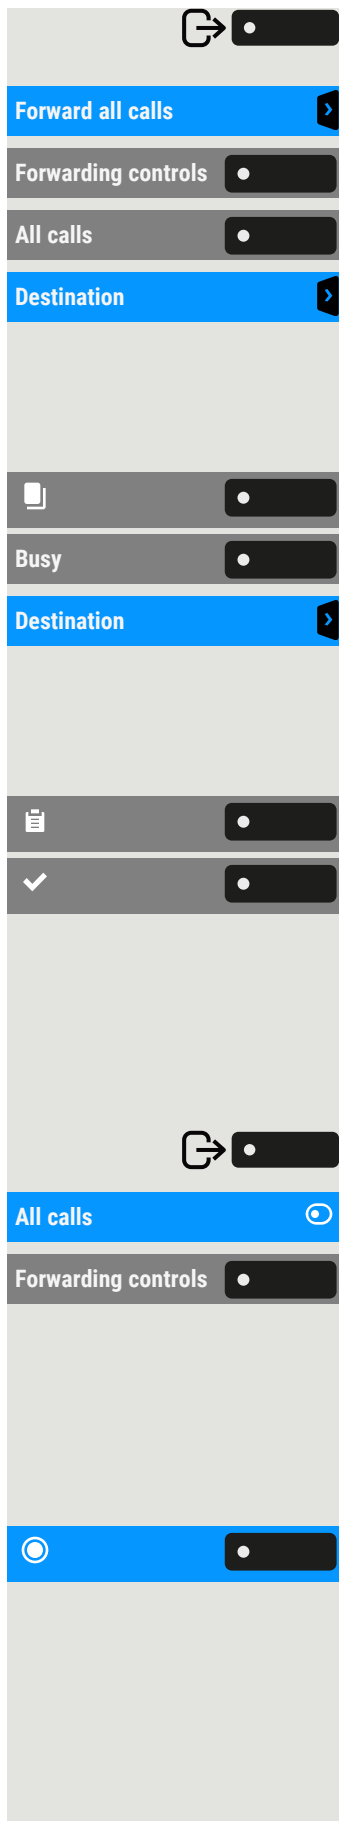 Forward all calls
Forwarding controls
All calls
Destination
Busy
Destination
All calls
Forwarding controls